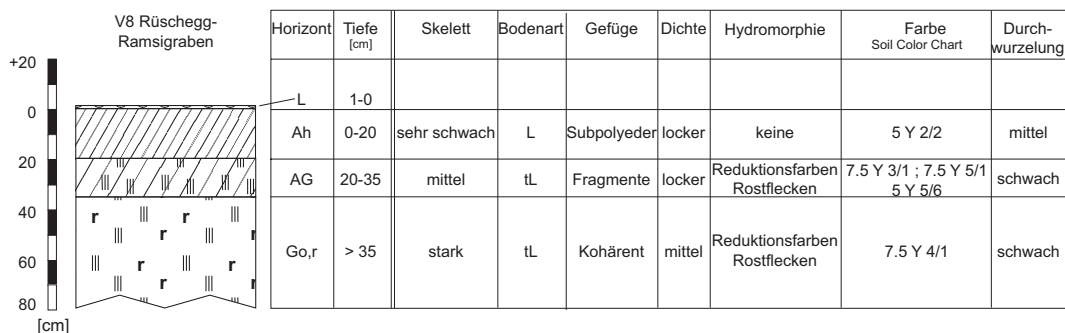 V8 Rüschegg-
Ramsigraben
Horizont Tiefe [cm] Skelett Bodenart Gefüge Dichte Hydromorphie Farbe Soil Color Chart Durch-wurzelung
+20
0
20
40
60
80
[cm]
L 1-0
Ah 0-20 sehr schwach L Subpolyeder locker keine 5 Y 2/2 mittel
AG 20-35 mittel tL Fragmente locker Reduktionsfarben Rostflecken 7.5 Y 3/1 ; 7.5 Y 5/1 5 Y 5/6 schwach
r r
r r
r r
r r
Go,r > 35 stark tL Kohärent mittel Reduktionsfarben Rostflecken 7.5 Y 4/1 schwach